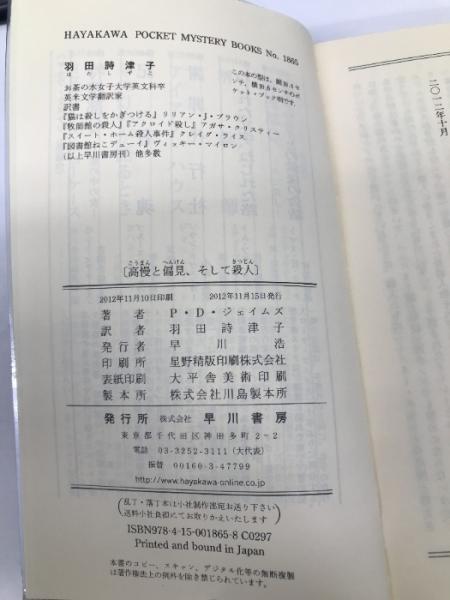 HAYAKAWA POCKET MYSTERY BOOKS No. 1865
羽田詩津子
はたしづこ
お茶の水女子大学英文科卒
英米文学翻訳家
訳書
『猫は殺しをかぎつける』リリアン・J・ブラウン
『牧師館の殺人』『アクロイド殺し』アガサ・クリスティー
『スイート・ホーム殺人事件』クレイグ・ライス
『図書館ねこデューイ』ヴィッキー・マイロン
(以上早川書房刊)他多数
この本の型は、縦18.4センチ、横10.6センチのポケット・ブック判です。
〔高慢と偏見、そして殺人〕
こうまん へんけん さつじん
2012年11月10日印刷 2012年11月15日発行
著者 P・D・ジェイムズ
訳者 羽田詩津子
発行者 早川浩
印刷所 星野精版印刷株式会社
表紙印刷 大平舎美術印刷
製本所 株式会社川島製本所
発行所 株式会社 早川書房
東京都千代田区神田多町2-2
電話 03-3252-3111(大代表)
振替 00160-3-47799
http://www.hayakawa-online.co.jp
〔乱丁・落丁本は小社制作部宛お送り下さい
送料小社負担にてお取りかえいたします〕
ISBN978-4-15-001865-8 C0297
Printed and bound in Japan
本書のコピー、スキャン、デジタル化等の無断複製
は著作権法上の例外を除き禁じられています。
二〇一二年十月